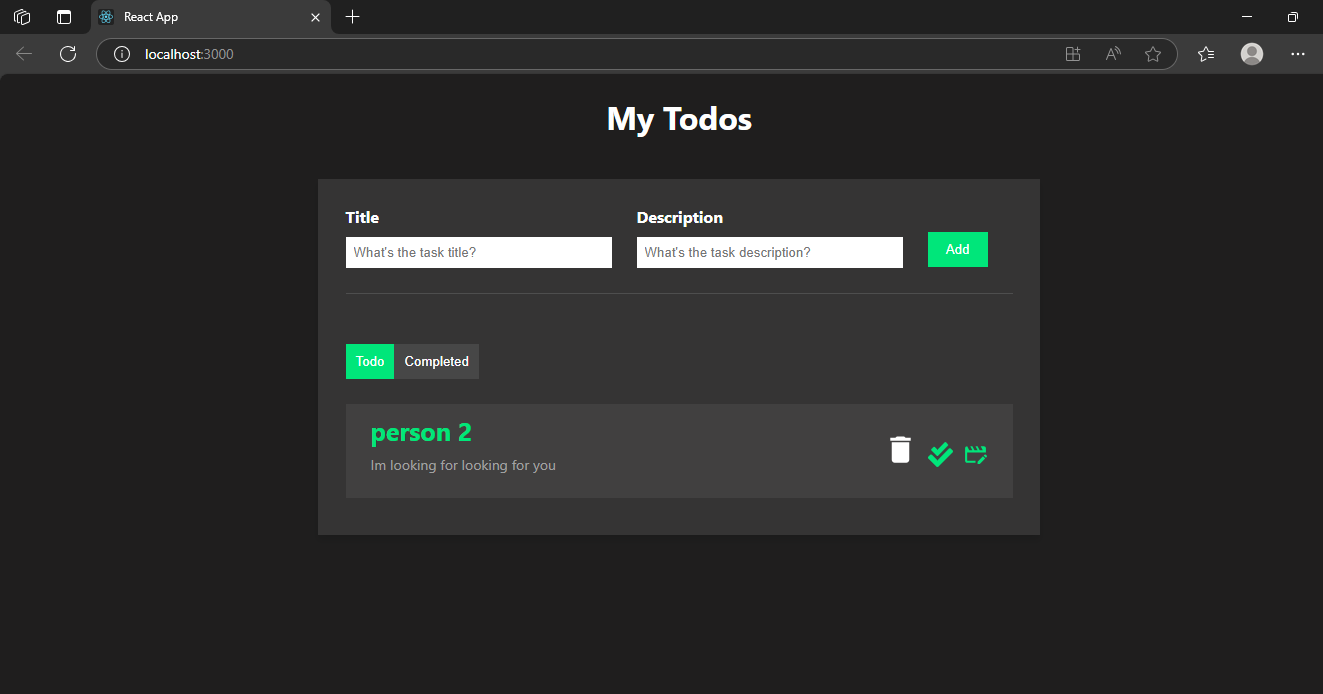 React App
localhost:3000
My Todos
Title Description
What's the task title? What's the task description? Add
Todo Completed
person 2
Im looking for looking for you